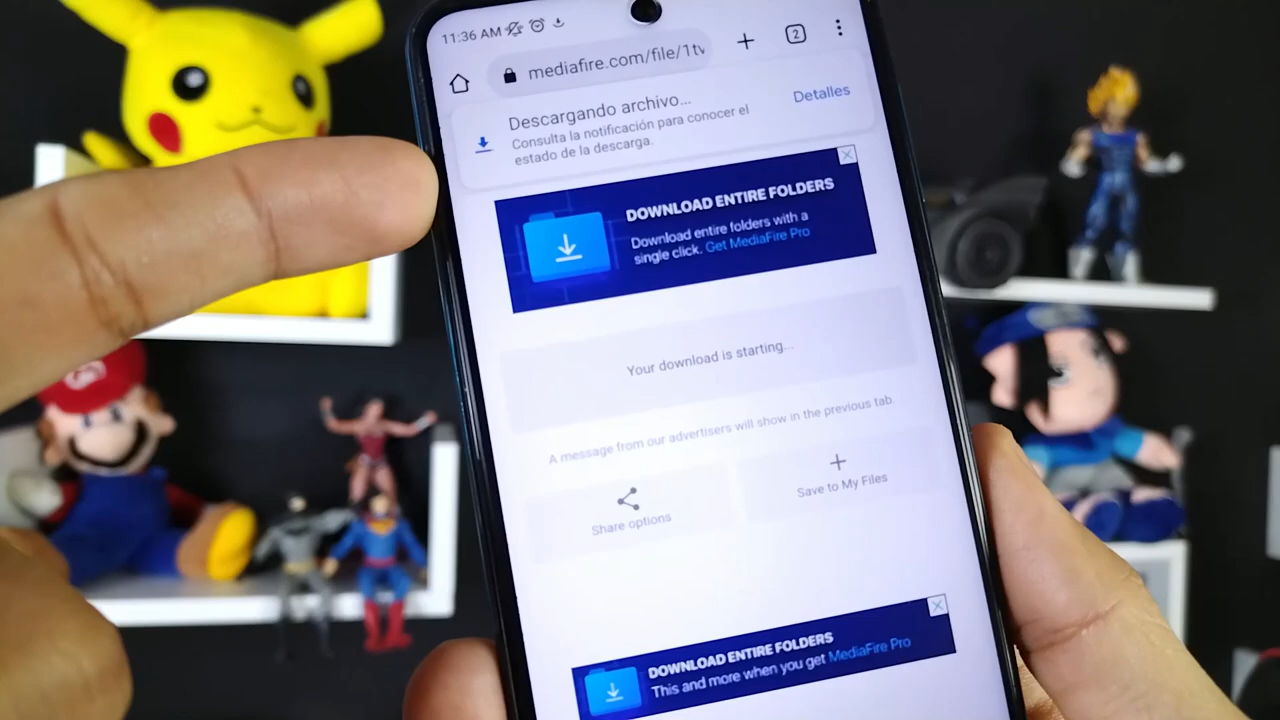 11:36 AM
mediafire.com/file/1tv
2
Descargando archivo...
Consulta la notificación para conocer el
estado de la descarga.
Detalles
DOWNLOAD ENTIRE FOLDERS
Download entire folders with a
single click. Get MediaFire Pro
Your download is starting...
A message from our advertisers will show in the previous tab.
Share options
Save to My Files
DOWNLOAD ENTIRE FOLDERS
This and more when you get MediaFire Pro